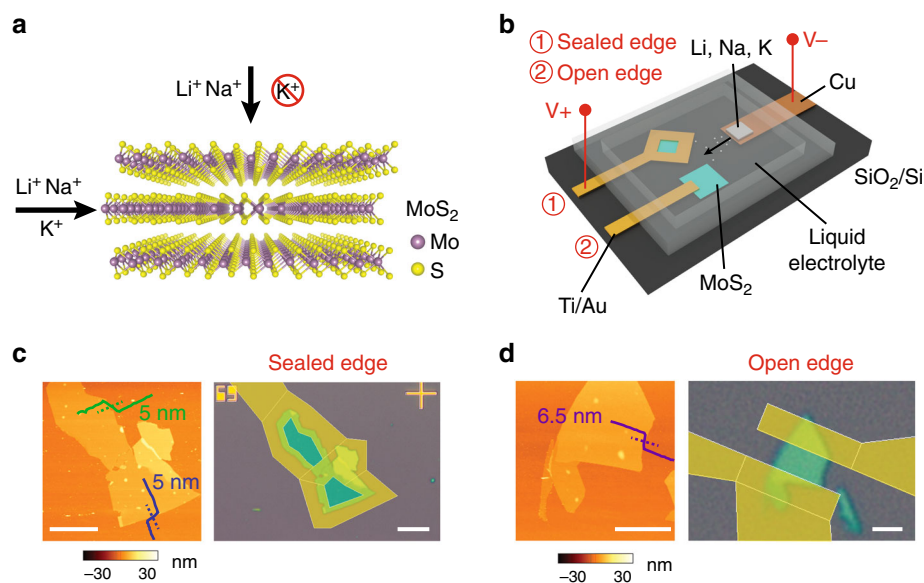 a
Li⁺ Na⁺
K⁺
Li⁺ Na⁺
K⁺
MoS₂
Mo
S
b
① Sealed edge
② Open edge
Li, Na, K
V–
Cu
V+
SiO₂/Si
①
②
Liquid
electrolyte
MoS₂
Ti/Au
c
Sealed edge
5 nm
5 nm
nm
–30
30
d
Open edge
6.5 nm
nm
–30
30